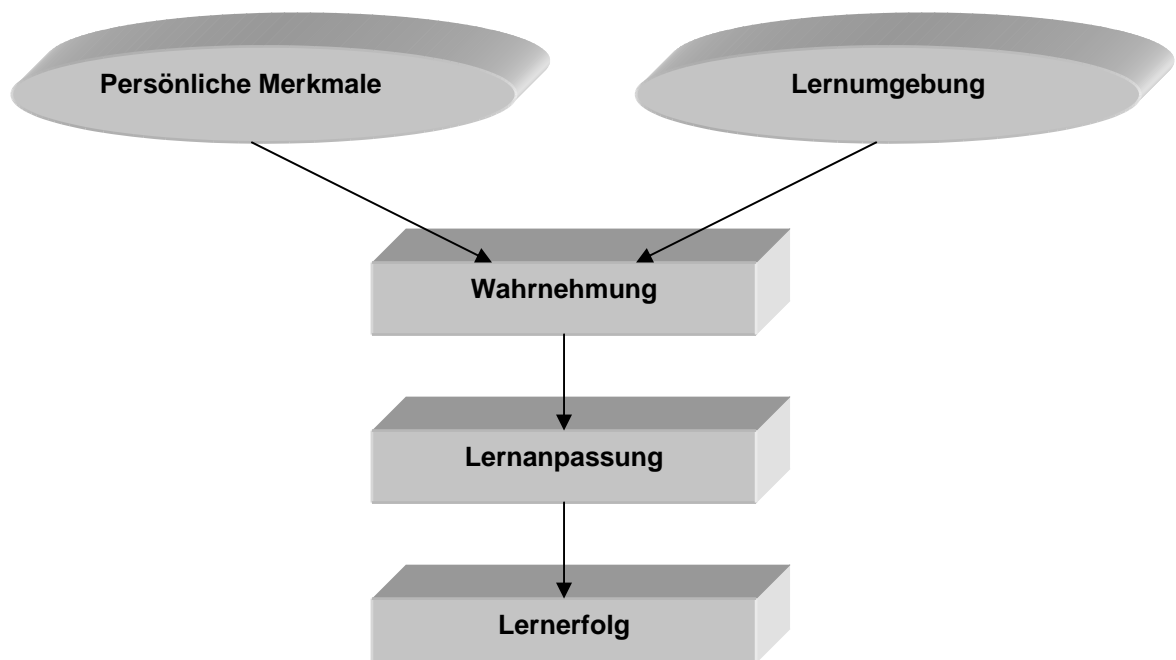 Persönliche Merkmale
Lernumgebung
Wahrnehmung
Lernanpassung
Lernerfolg